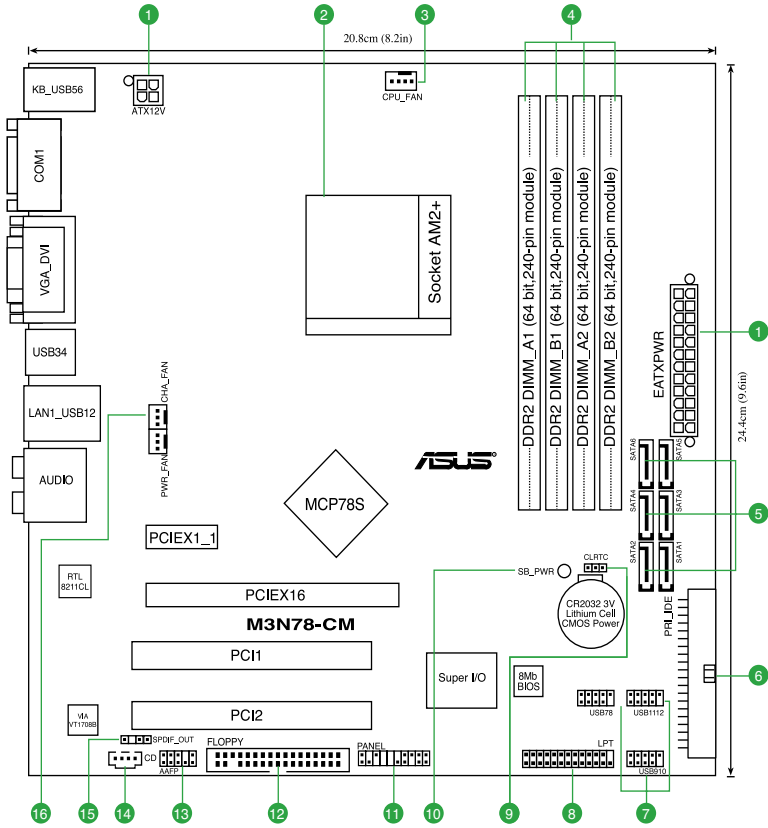 1
2
3
4
20.8cm (8.2in)
KB_USB56
ATX12V
CPU_FAN
COM1
Socket AM2+
DDR2 DIMM_A1 (64 bit,240-pin module)
DDR2 DIMM_B1 (64 bit,240-pin module)
DDR2 DIMM_A2 (64 bit,240-pin module)
DDR2 DIMM_B2 (64 bit,240-pin module)
VGA_DVI
EATXPWR
1
24.4cm (9.6in)
USB34
CHA_FAN
LAN1_USB12
PWR_FAN
ASUS
SATA6
SATA5
AUDIO
MCP78S
SATA4
SATA3
5
PCIEX1_1
SATA2
SATA1
RTL
8211CL
SB_PWR
CLRTC
PCIEX16
CR2032 3V
Lithium Cell
CMOS Power
PRI_IDE
M3N78-CM
PCI1
Super I/O
8Mb
BIOS
6
USB78
USB1112
VIA
VT1708B
PCI2
SPDIF_OUT
FLOPPY
PANEL
LPT
CD
AAFP
USB910
16
15
14
13
12
11
10
9
8
7